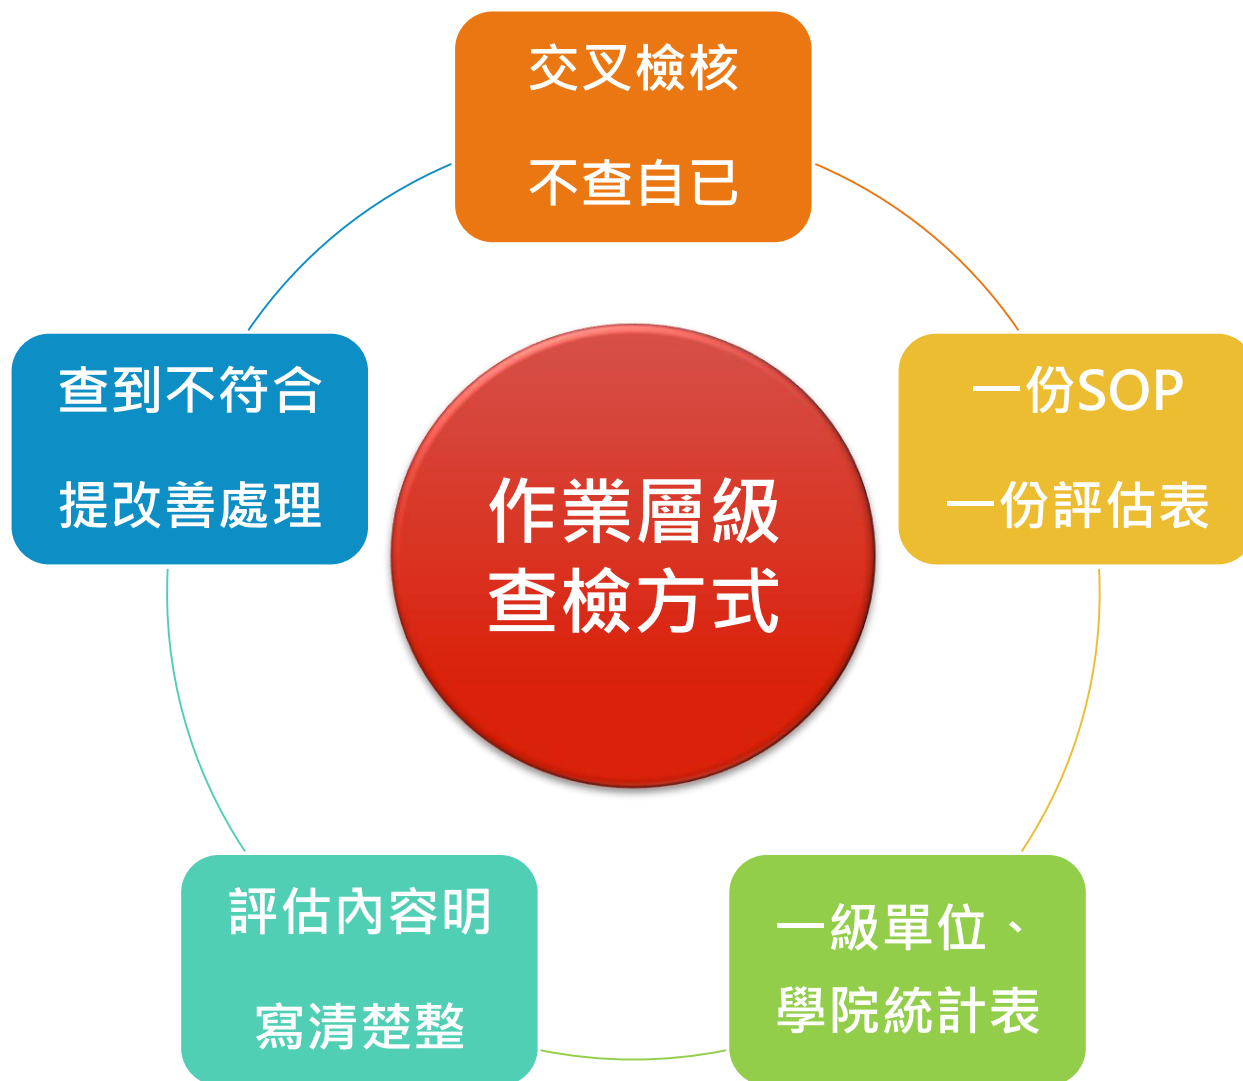 交叉檢核
不查自已
一份SOP
一份評估表
一級單位、
學院統計表
評估內容明
寫清楚整
查到不符合
提改善處理
作業層級
查檢方式